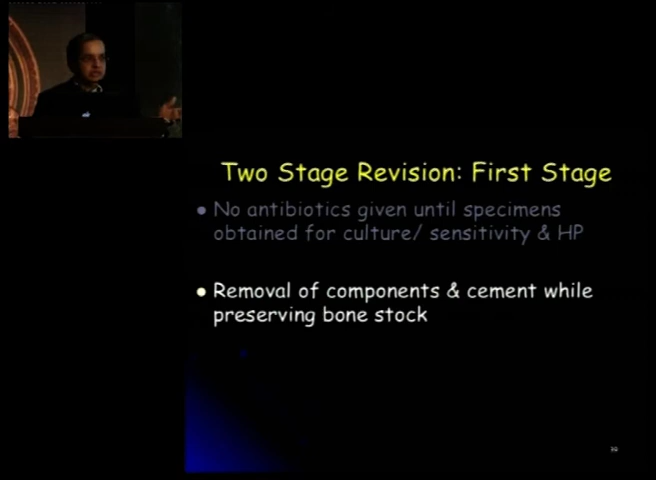 Two Stage Revision: First Stage
• No antibiotics given until specimens
obtained for culture/ sensitivity & HP
• Removal of components & cement while
preserving bone stock